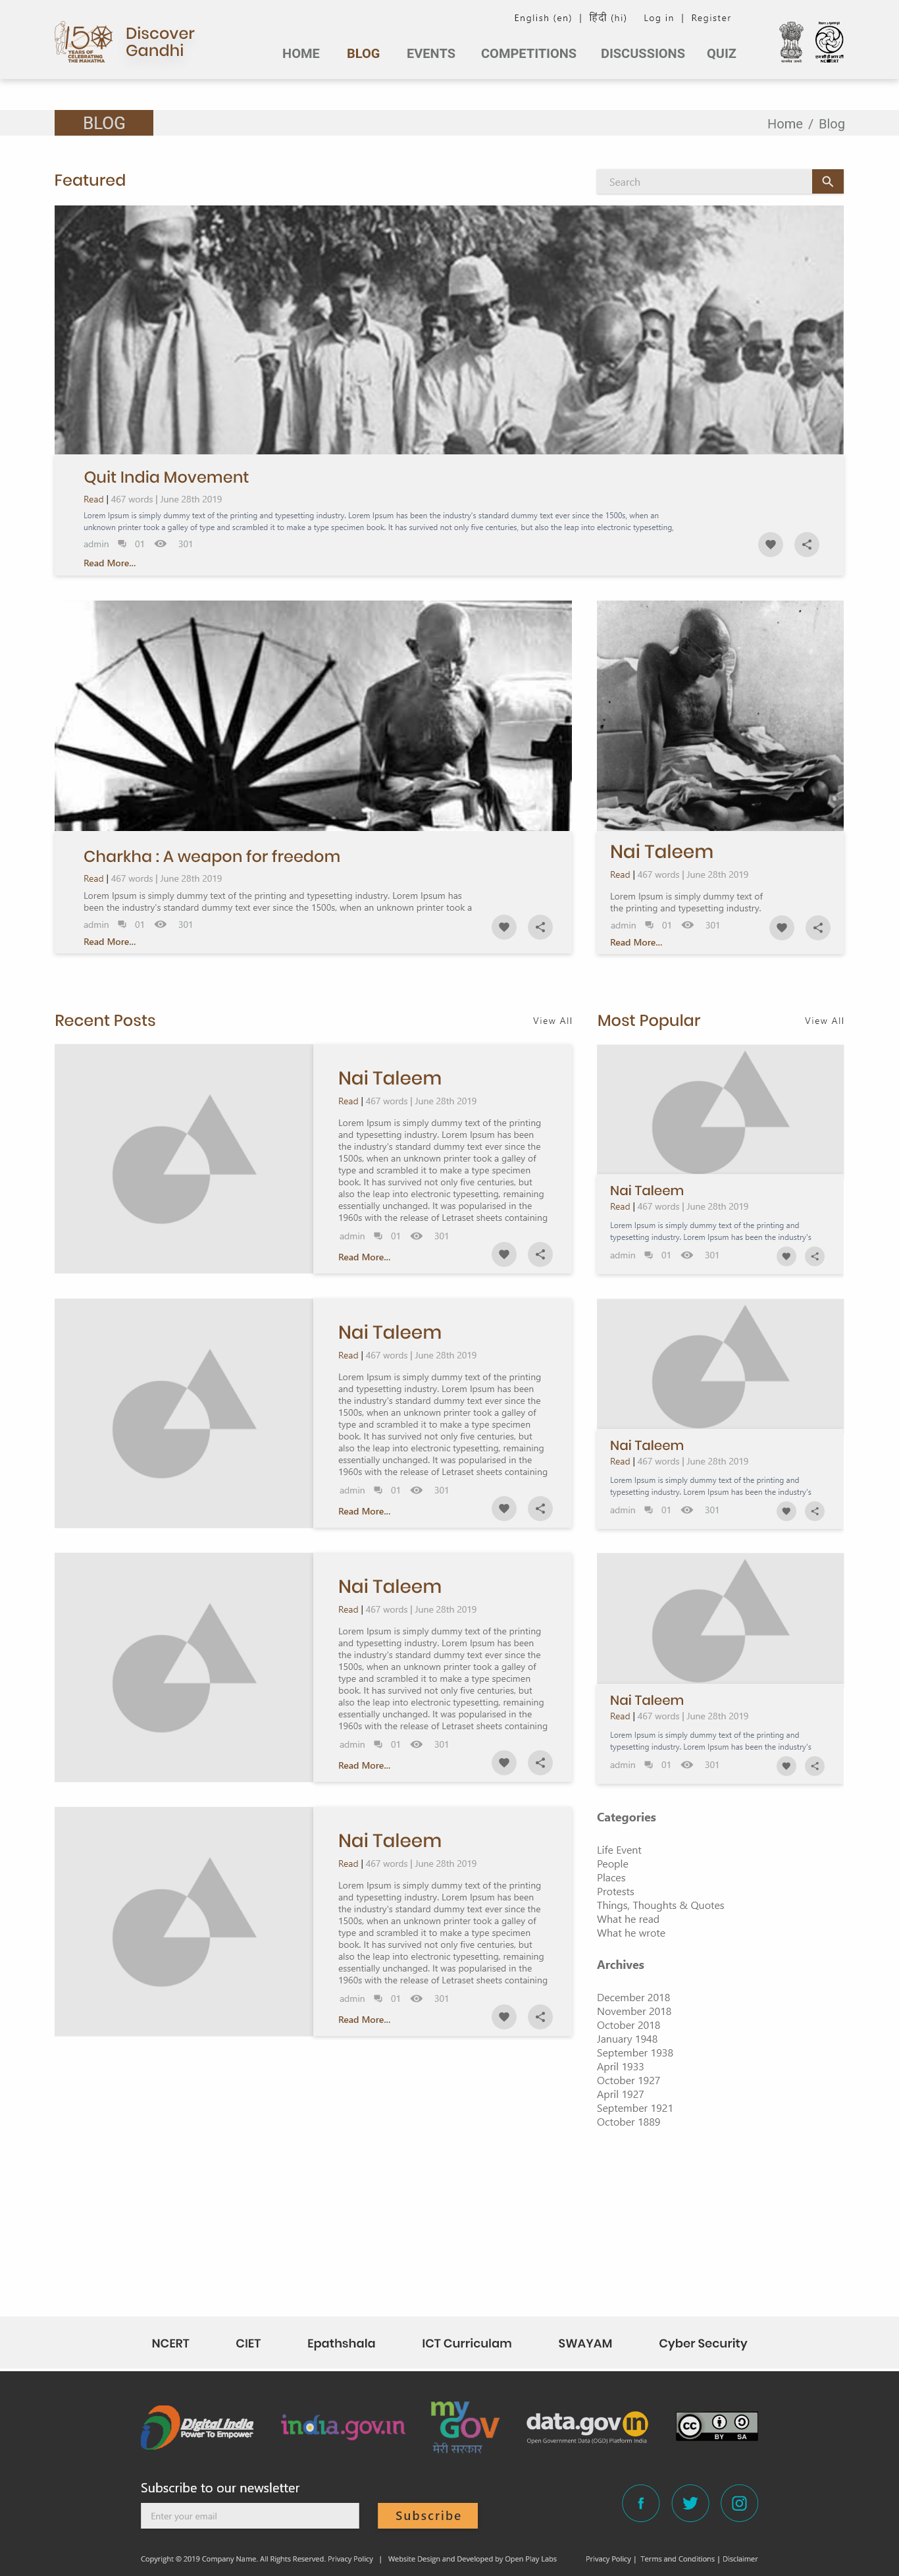 English (en) | हिंदी (hi) Log in | Register
150
YEARS OF
CELEBRATING
THE MAHATMA
Discover
Gandhi
HOME BLOG EVENTS COMPETITIONS DISCUSSIONS QUIZ
BLOG
Home / Blog
Featured
Search
Quit India Movement
Read | 467 words | June 28th 2019
Lorem Ipsum is simply dummy text of the printing and typesetting industry. Lorem Ipsum has been the industry's standard dummy text ever since the 1500s, when an
unknown printer took a galley of type and scrambled it to make a type specimen book. It has survived not only five centuries, but also the leap into electronic typesetting,
admin 01 301
Read More...
Charkha : A weapon for freedom
Read | 467 words | June 28th 2019
Lorem Ipsum is simply dummy text of the printing and typesetting industry. Lorem Ipsum has
been the industry's standard dummy text ever since the 1500s, when an unknown printer took a
admin 01 301
Read More...
Nai Taleem
Read | 467 words | June 28th 2019
Lorem Ipsum is simply dummy text of
the printing and typesetting industry.
admin 01 301
Read More...
Recent Posts
View All
Nai Taleem
Read | 467 words | June 28th 2019
Lorem Ipsum is simply dummy text of the printing
and typesetting industry. Lorem Ipsum has been
the industry's standard dummy text ever since the
1500s, when an unknown printer took a galley of
type and scrambled it to make a type specimen
book. It has survived not only five centuries, but
also the leap into electronic typesetting, remaining
essentially unchanged. It was popularised in the
1960s with the release of Letraset sheets containing
admin 01 301
Read More...
Nai Taleem
Read | 467 words | June 28th 2019
Lorem Ipsum is simply dummy text of the printing
and typesetting industry. Lorem Ipsum has been
the industry's standard dummy text ever since the
1500s, when an unknown printer took a galley of
type and scrambled it to make a type specimen
book. It has survived not only five centuries, but
also the leap into electronic typesetting, remaining
essentially unchanged. It was popularised in the
1960s with the release of Letraset sheets containing
admin 01 301
Read More...
Nai Taleem
Read | 467 words | June 28th 2019
Lorem Ipsum is simply dummy text of the printing
and typesetting industry. Lorem Ipsum has been
the industry's standard dummy text ever since the
1500s, when an unknown printer took a galley of
type and scrambled it to make a type specimen
book. It has survived not only five centuries, but
also the leap into electronic typesetting, remaining
essentially unchanged. It was popularised in the
1960s with the release of Letraset sheets containing
admin 01 301
Read More...
Nai Taleem
Read | 467 words | June 28th 2019
Lorem Ipsum is simply dummy text of the printing
and typesetting industry. Lorem Ipsum has been
the industry's standard dummy text ever since the
1500s, when an unknown printer took a galley of
type and scrambled it to make a type specimen
book. It has survived not only five centuries, but
also the leap into electronic typesetting, remaining
essentially unchanged. It was popularised in the
1960s with the release of Letraset sheets containing
admin 01 301
Read More...
Most Popular
View All
Nai Taleem
Read | 467 words | June 28th 2019
Lorem Ipsum is simply dummy text of the printing and
typesetting industry. Lorem Ipsum has been the industry's
admin 01 301
Nai Taleem
Read | 467 words | June 28th 2019
Lorem Ipsum is simply dummy text of the printing and
typesetting industry. Lorem Ipsum has been the industry's
admin 01 301
Nai Taleem
Read | 467 words | June 28th 2019
Lorem Ipsum is simply dummy text of the printing and
typesetting industry. Lorem Ipsum has been the industry's
admin 01 301
Categories
Life Event
People
Places
Protests
Things, Thoughts & Quotes
What he read
What he wrote
Archives
December 2018
November 2018
October 2018
January 1948
September 1938
April 1933
October 1927
April 1927
September 1921
October 1889
NCERT CIET Epathshala ICT Curriculam SWAYAM Cyber Security
Digital India
Power To Empower
india.gov.in
my
GOV
मेरी सरकार
data.gov in
Open Government Data (OGD) Platform India
cc BY SA
Subscribe to our newsletter
Enter your email
Subscribe
Copyright © 2019 Company Name. All Rights Reserved. Privacy Policy | Website Design and Developed by Open Play Labs
Privacy Policy | Terms and Conditions | Disclaimer